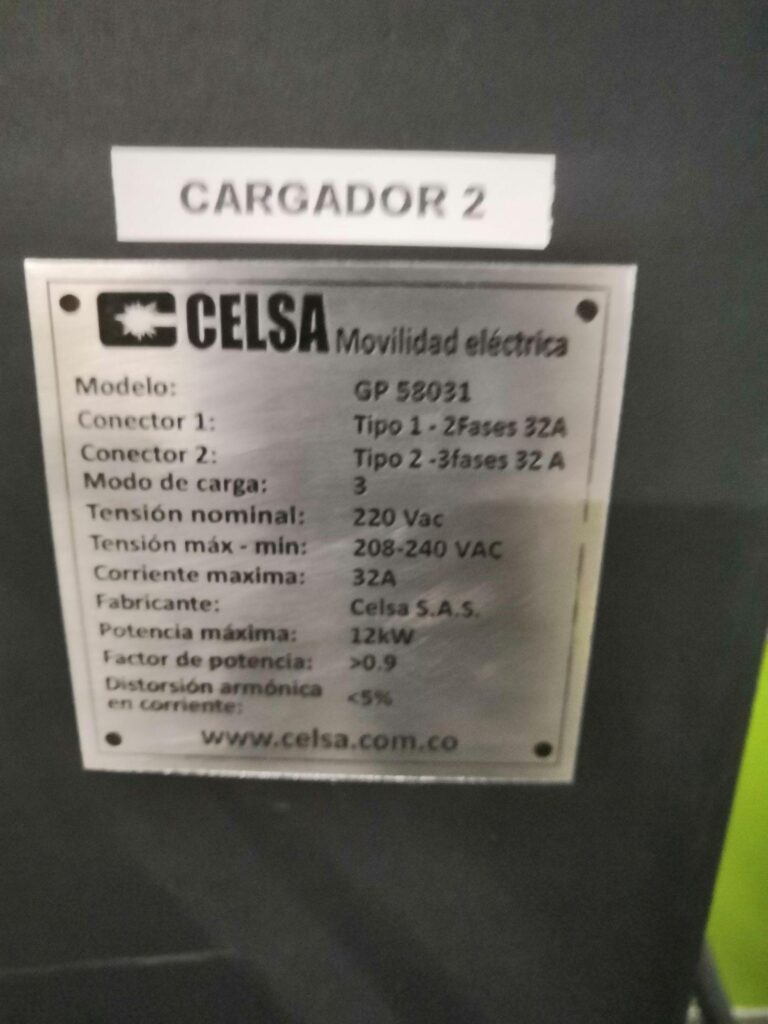 CARGADOR 2
CELSA Movilidad eléctrica
Modelo: GP 58031
Conector 1: Tipo 1 - 2Fases 32A
Conector 2: Tipo 2 -3fases 32 A
Modo de carga: 3
Tensión nominal: 220 Vac
Tensión máx - min: 208-240 VAC
Corriente maxima: 32A
Fabricante: Celsa S.A.S.
Potencia máxima: 12kW
Factor de potencia: >0.9
Distorsión armónica
en corriente: <5%
www.celsa.com.co